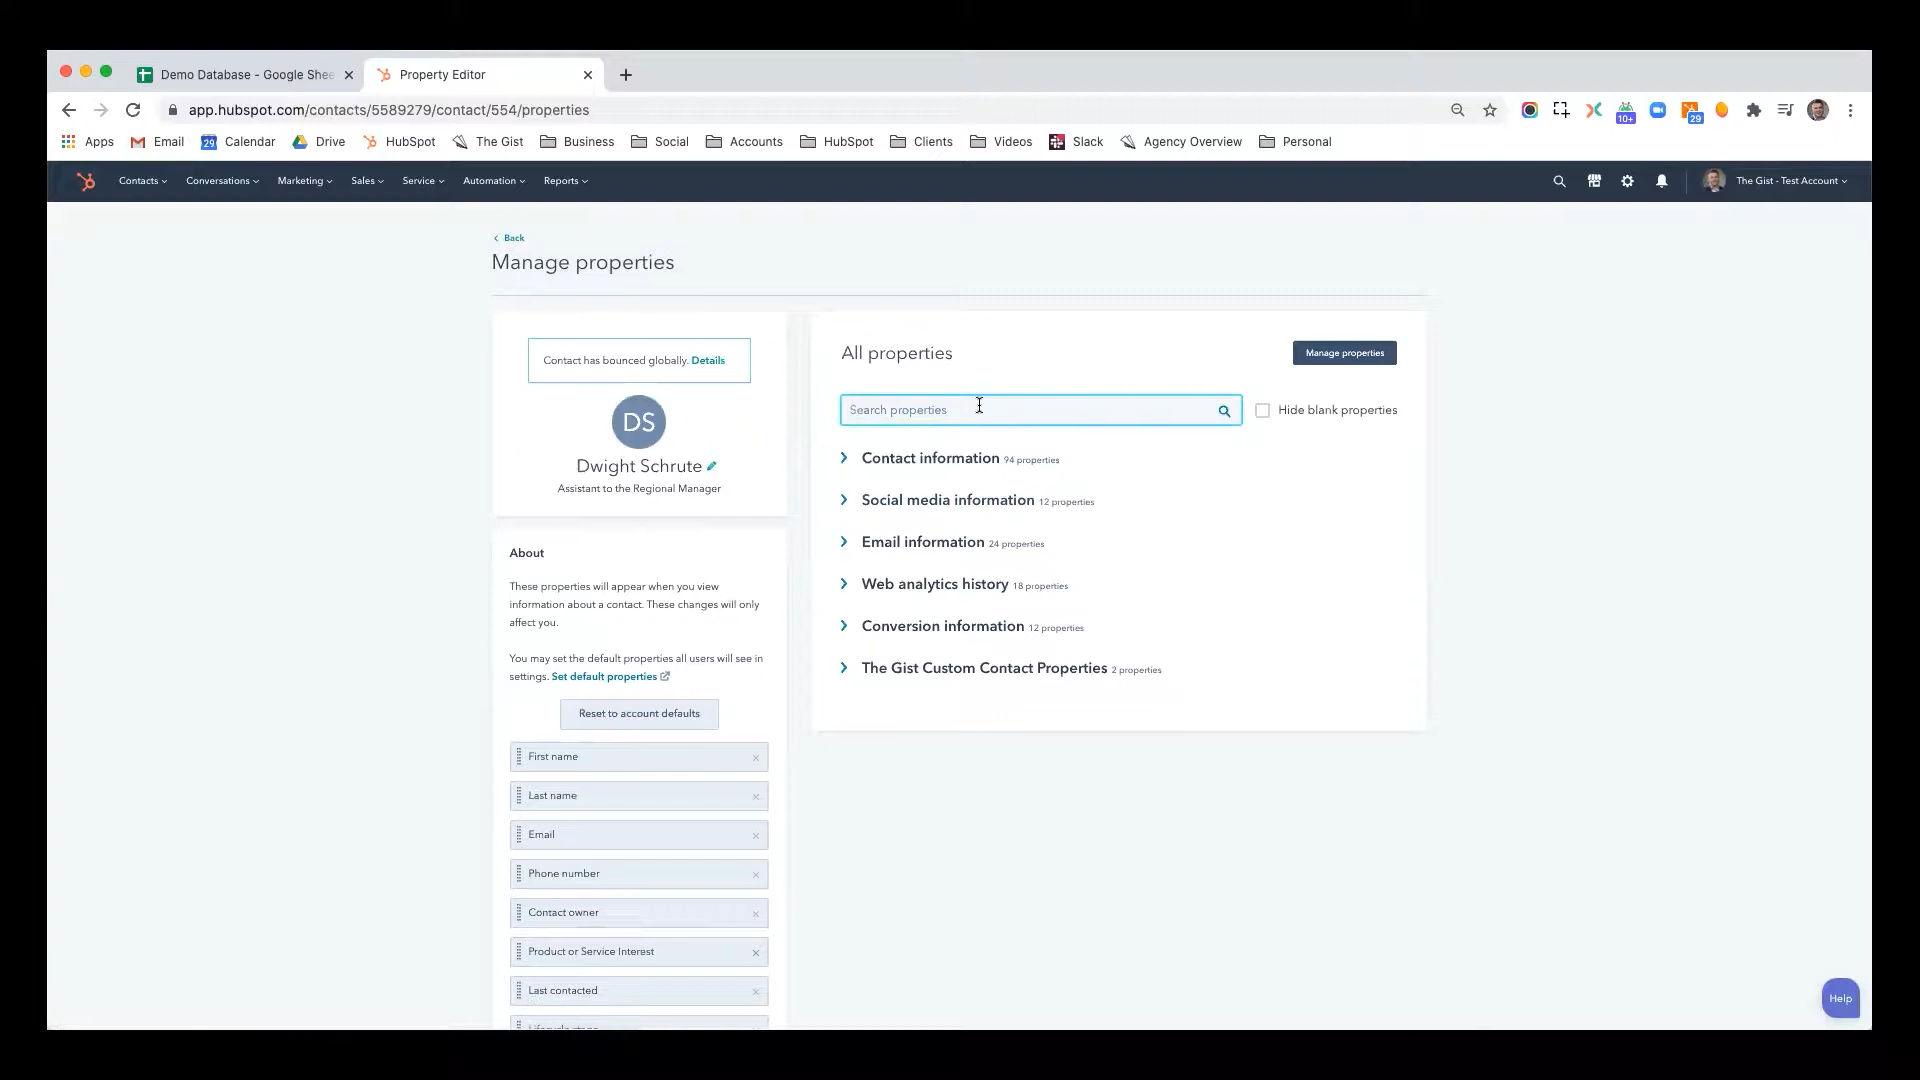 Demo Database - Google Shee
Property Editor
app.hubspot.com/contacts/5589279/contact/554/properties
10+
29
Apps
Email
29
Calendar
Drive
HubSpot
The Gist
Business
Social
Accounts
HubSpot
Clients
Videos
Slack
Agency Overview
Personal
Contacts
Conversations
Marketing
Sales
Service
Automation
Reports
The Gist - Test Account
Back
Manage properties
Contact has bounced globally. Details
DS
Dwight Schrute
Assistant to the Regional Manager
About
These properties will appear when you view
information about a contact. These changes will only
affect you.
You may set the default properties all users will see in
settings. Set default properties
Reset to account defaults
First name
Last name
Email
Phone number
Contact owner
Product or Service Interest
Last contacted
All properties
Manage properties
Search properties
Hide blank properties
Contact information 94 properties
Social media information 12 properties
Email information 24 properties
Web analytics history 18 properties
Conversion information 12 properties
The Gist Custom Contact Properties 2 properties
Help